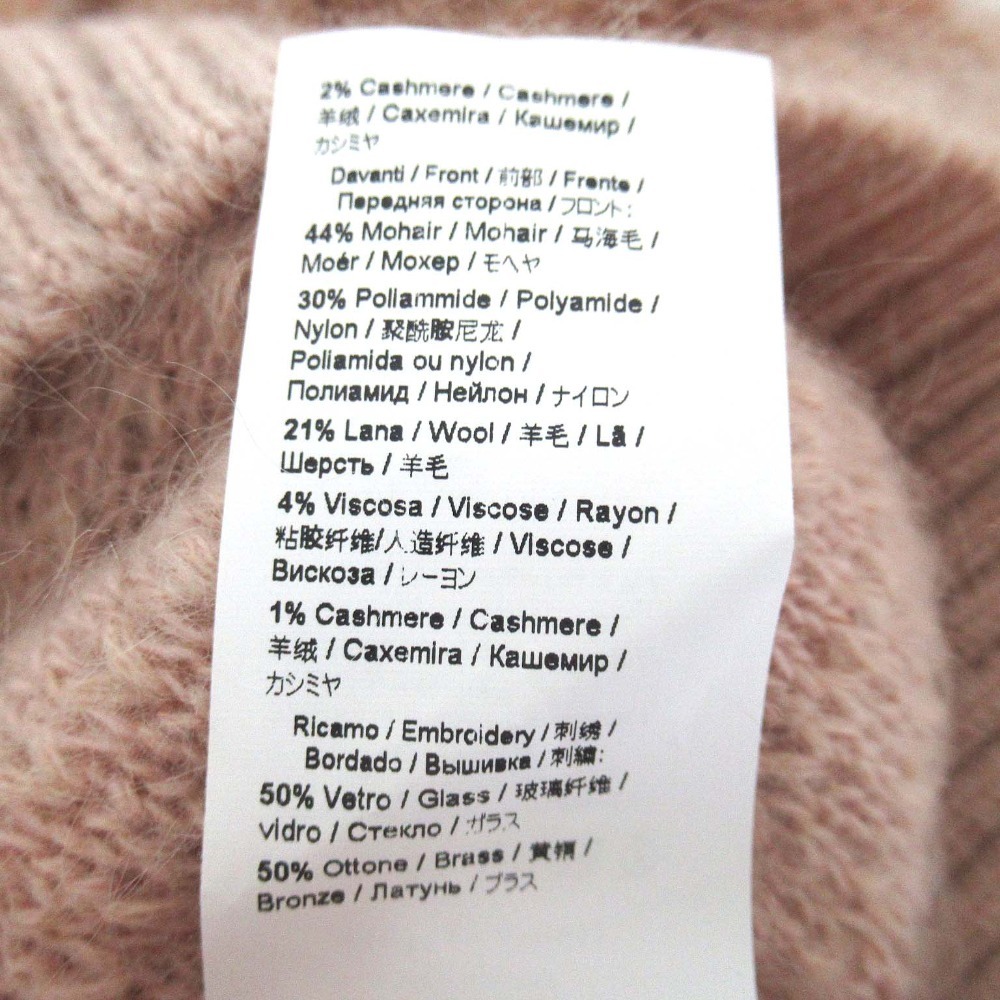 2% Cashmere / Cashmere /
羊绒 / Caxemira / Кашемир /
カシミヤ
Davanti / Front / 前部 / Frente /
Передняя сторона / フロント:
44% Mohair / Mohair / 马海毛 /
Moér / Мохер / モヘヤ
30% Poliammide / Polyamide /
Nylon / 聚酰胺尼龙 /
Poliamida ou nylon /
Полиамид / Нейлон / ナイロン
21% Lana / Wool / 羊毛 / Lã /
Шерсть / 羊毛
4% Viscosa / Viscose / Rayon /
粘胶纤维/人造纤维 / Viscose /
Вискоза / レーヨン
1% Cashmere / Cashmere /
羊绒 / Caxemira / Кашемир /
カシミヤ
Ricamo / Embroidery / 刺绣 /
Bordado / Вышивка / 刺繍:
50% Vetro / Glass / 玻璃纤维 /
vidro / Стекло / ガラス
50% Ottone / Brass / 黄铜 /
Bronze / Латунь / ブラス